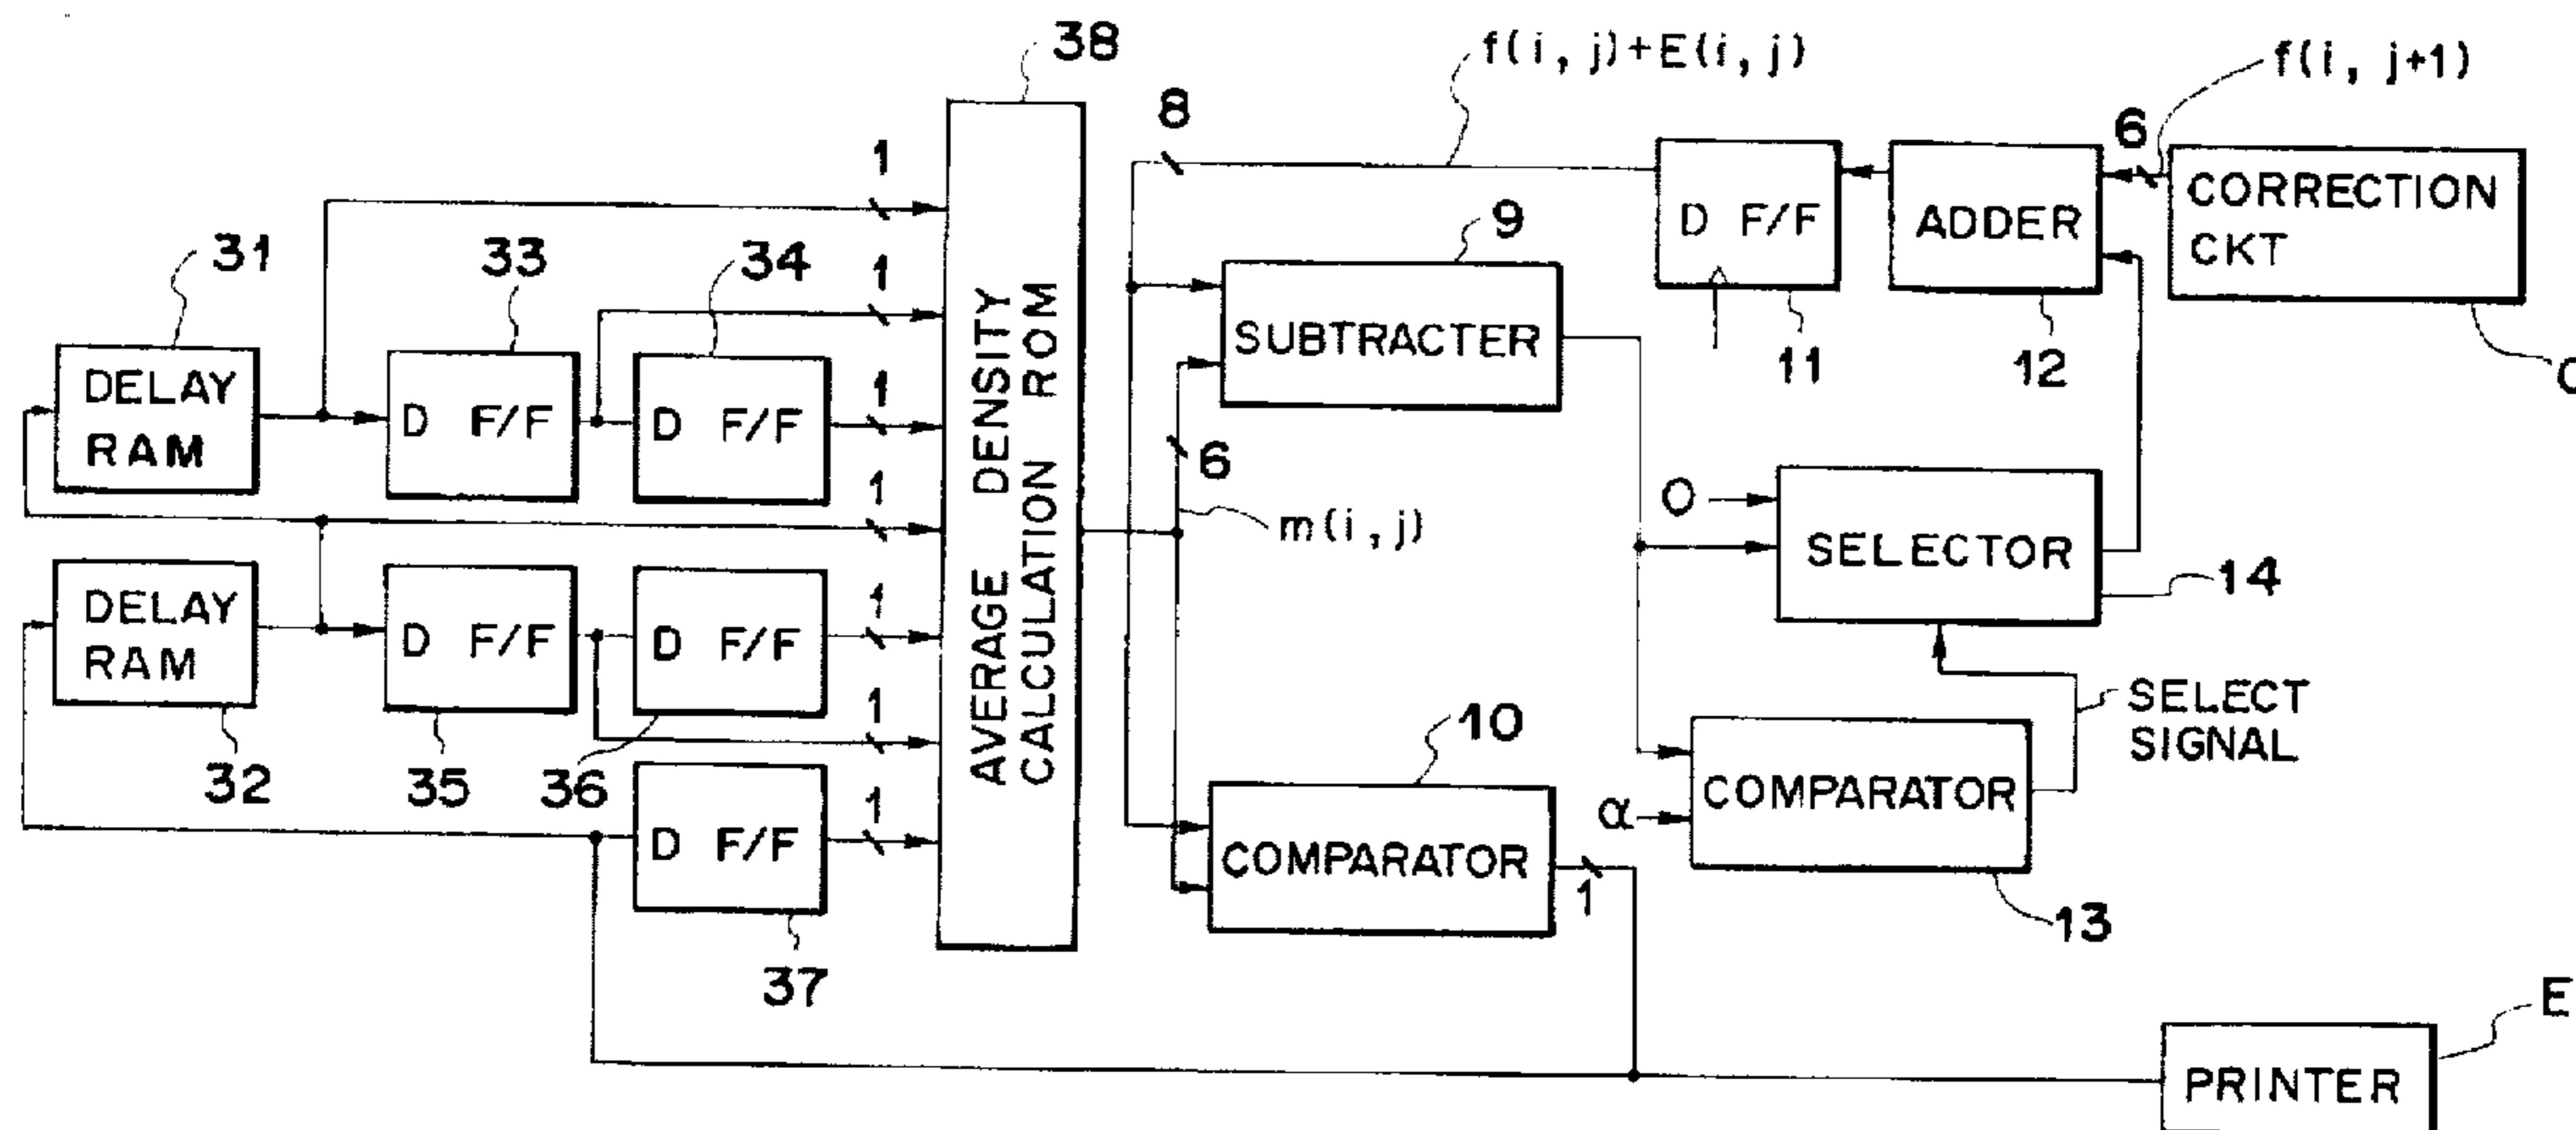 38
f(i, j)+E(i, j)
f(i, j+1)
8
6
1
D F/F
ADDER
CORRECTION
CKT
31
33
34
1
9
11
12
DELAY
RAM
D F/F
D F/F
1
SUBTRACTER
6
m(i, j)
1
AVERAGE DENSITY
CALCULATION ROM
O
SELECTOR
14
DELAY
RAM
D F/F
D F/F
1
SELECT
SIGNAL
1
32
35
36
10
COMPARATOR
α
13
D F/F
1
COMPARATOR
1
37
E
PRINTER